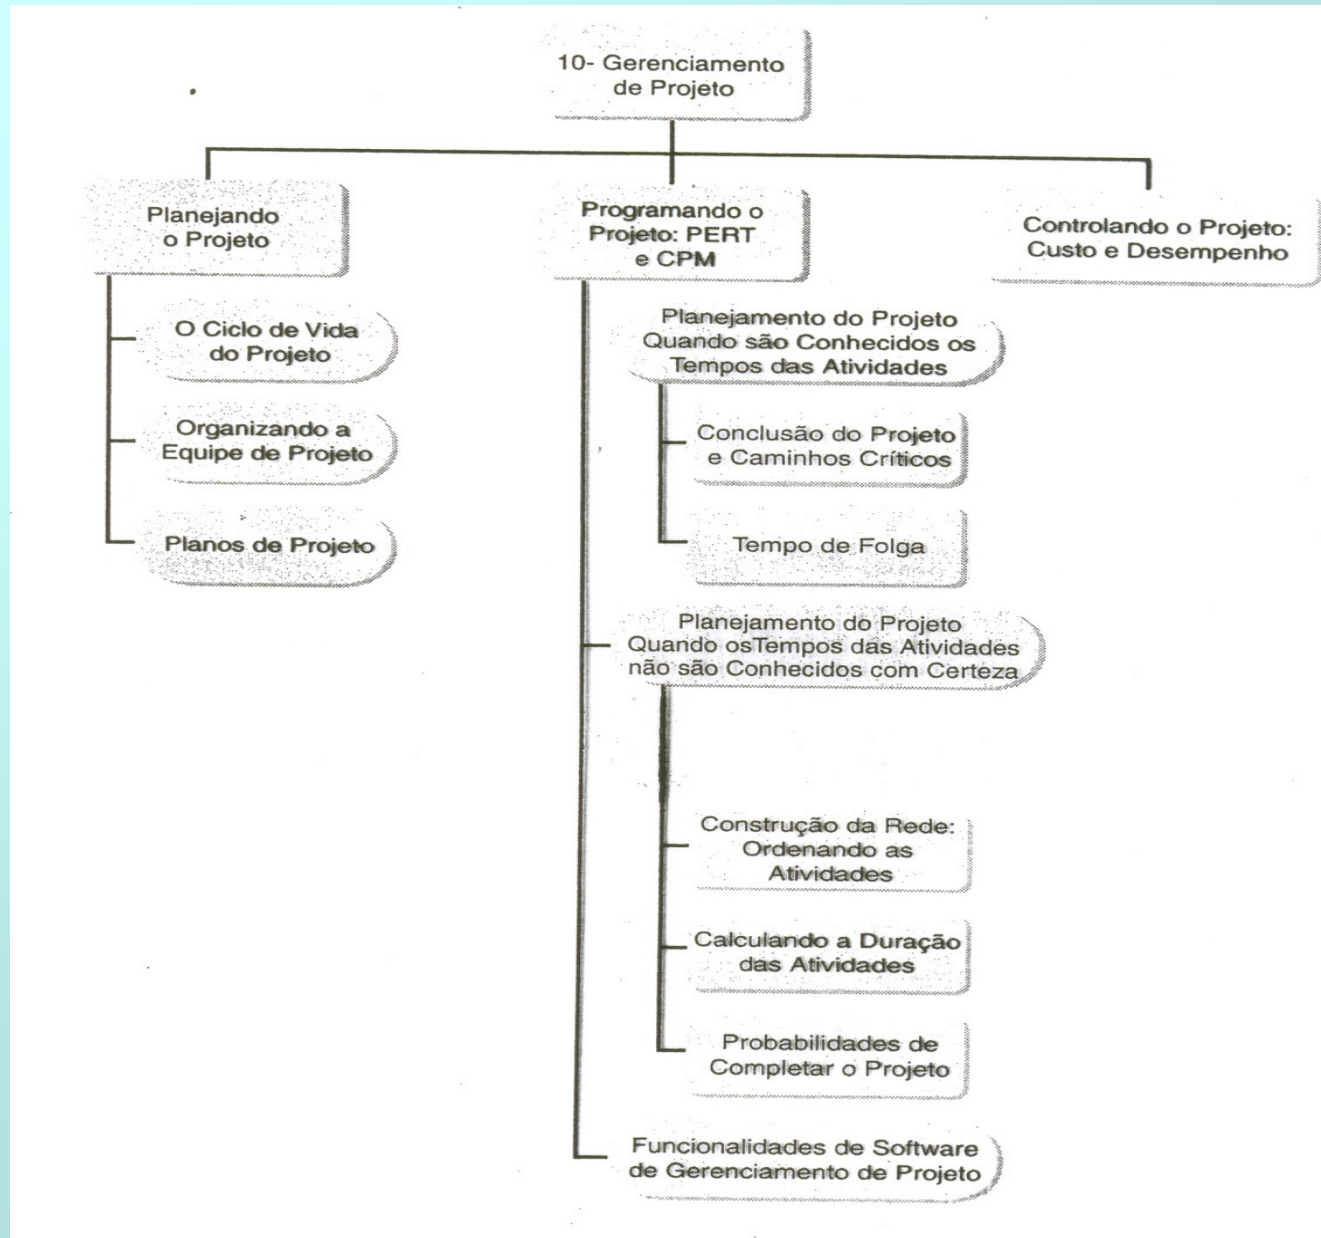 10- Gerenciamento
de Projeto
Planejando
o Projeto
O Ciclo de Vida
do Projeto
Organizando a
Equipe de Projeto
Planos de Projeto
Programando o
Projeto: PERT
e CPM
Planejamento do Projeto
Quando são Conhecidos os
Tempos das Atividades
Conclusão do Projeto
e Caminhos Críticos
Tempo de Folga
Planejamento do Projeto
Quando osTempos das Atividades
não são Conhecidos com Certeza
Construção da Rede:
Ordenando as
Atividades
Calculando a Duração
das Atividades
Probabilidades de
Completar o Projeto
Funcionalidades de Software
de Gerenciamento de Projeto
Controlando o Projeto:
Custo e Desempenho